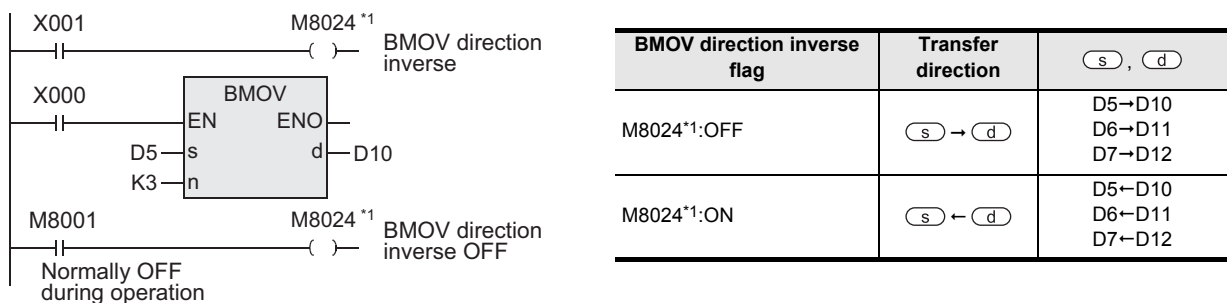 X001 M8024 *1
BMOV direction
inverse
X000 BMOV
EN ENO
D5 s d D10
K3 n
M8001 M8024 *1
BMOV direction
inverse OFF
Normally OFF
during operation
BMOV direction inverse
flag
Transfer
direction
s , d
M8024*1:OFF
s → d
D5→D10
D6→D11
D7→D12
M8024*1:ON
s ← d
D5←D10
D6←D11
D7←D12